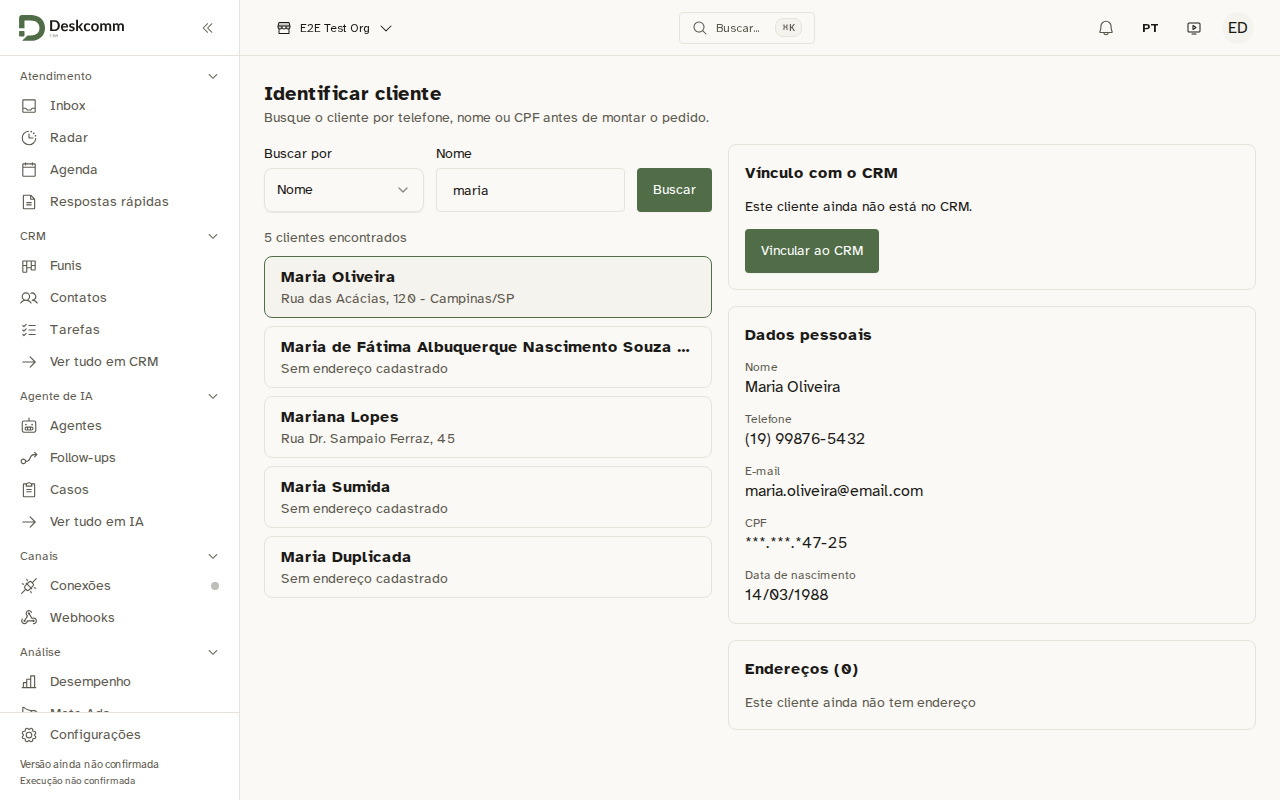 Deskcomm
E2E Test Org
Buscar...
⌘K
PT
ED
Atendimento
Inbox
Radar
Agenda
Respostas rápidas
CRM
Funis
Contatos
Tarefas
Ver tudo em CRM
Agente de IA
Agentes
Follow-ups
Casos
Ver tudo em IA
Canais
Conexões
Webhooks
Análise
Desempenho
Meta Ads
Configurações
Versão ainda não confirmada
Execução não confirmada
Identificar cliente
Busque o cliente por telefone, nome ou CPF antes de montar o pedido.
Buscar por
Nome
Nome
maria
Buscar
5 clientes encontrados
Maria Oliveira
Rua das Acácias, 120 - Campinas/SP
Maria de Fátima Albuquerque Nascimento Souza ...
Sem endereço cadastrado
Mariana Lopes
Rua Dr. Sampaio Ferraz, 45
Maria Sumida
Sem endereço cadastrado
Maria Duplicada
Sem endereço cadastrado
Vínculo com o CRM
Este cliente ainda não está no CRM.
Vincular ao CRM
Dados pessoais
Nome
Maria Oliveira
Telefone
(19) 99876-5432
E-mail
maria.oliveira@email.com
CPF
***.***.*47-25
Data de nascimento
14/03/1988
Endereços (0)
Este cliente ainda não tem endereço